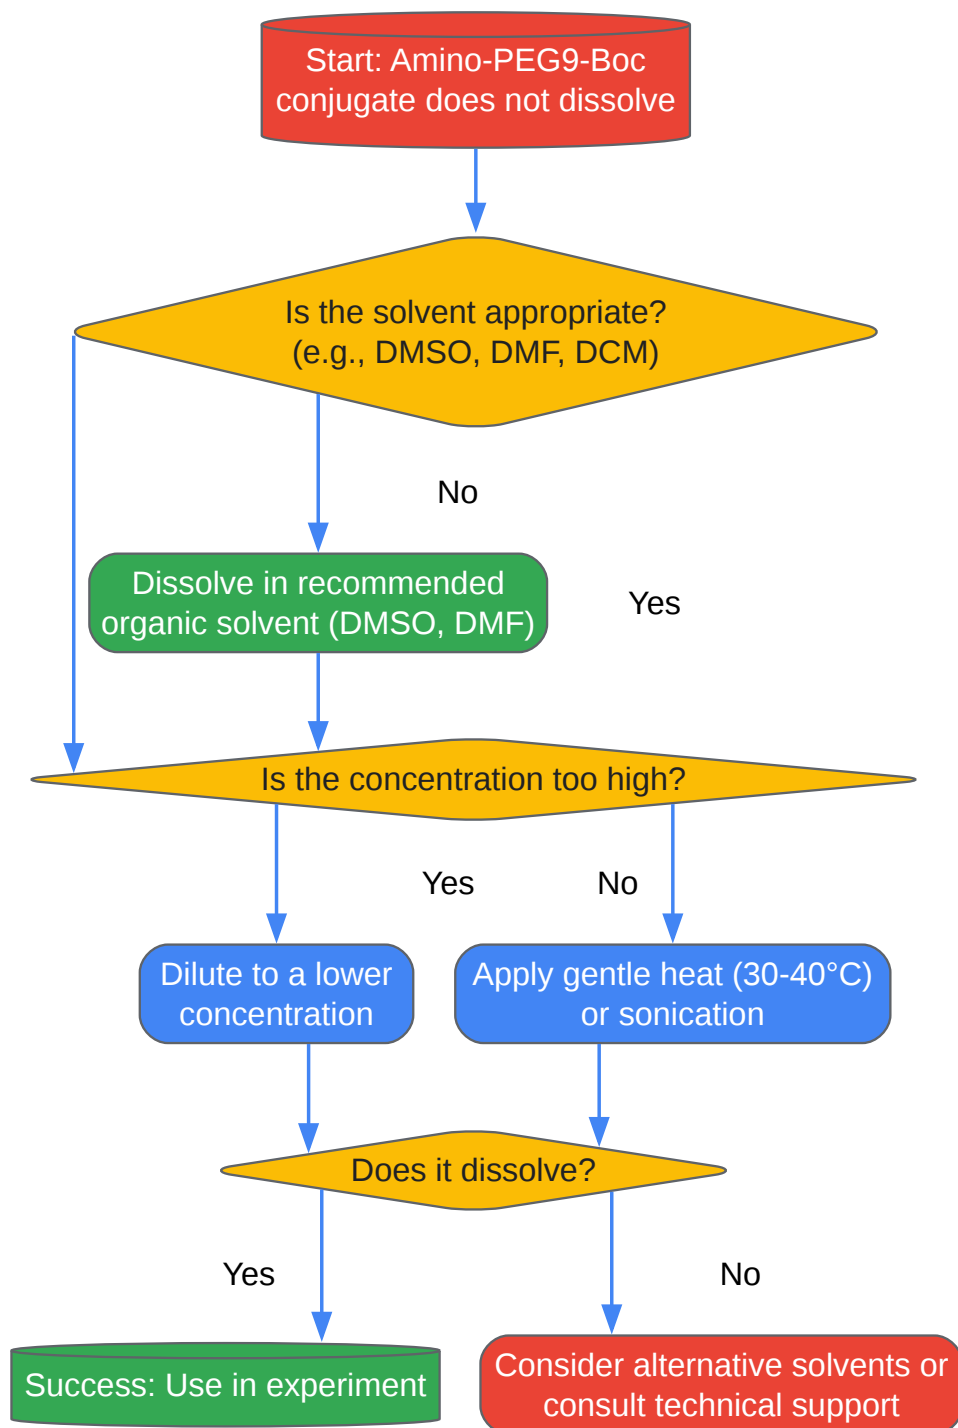 Start: Amino-PEG9-Boc
conjugate does not dissolve
Is the solvent appropriate?
(e.g., DMSO, DMF, DCM)
No
Dissolve in recommended
organic solvent (DMSO, DMF)
Yes
Is the concentration too high?
Yes
No
Dilute to a lower
concentration
Apply gentle heat (30-40°C)
or sonication
Does it dissolve?
Yes
No
Success: Use in experiment
Consider alternative solvents or
consult technical support